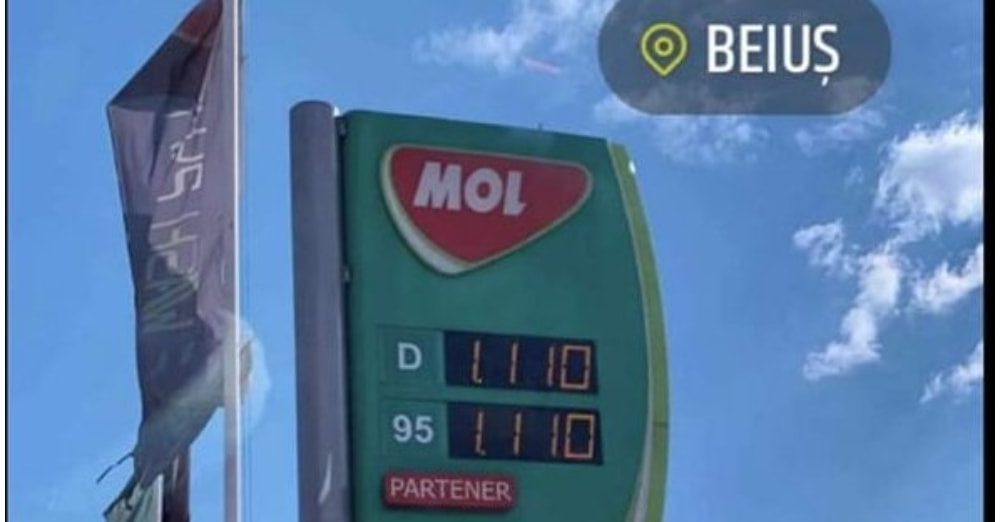 BEIUȘ
MOL
D 1.110
95 1.110
PARTENER